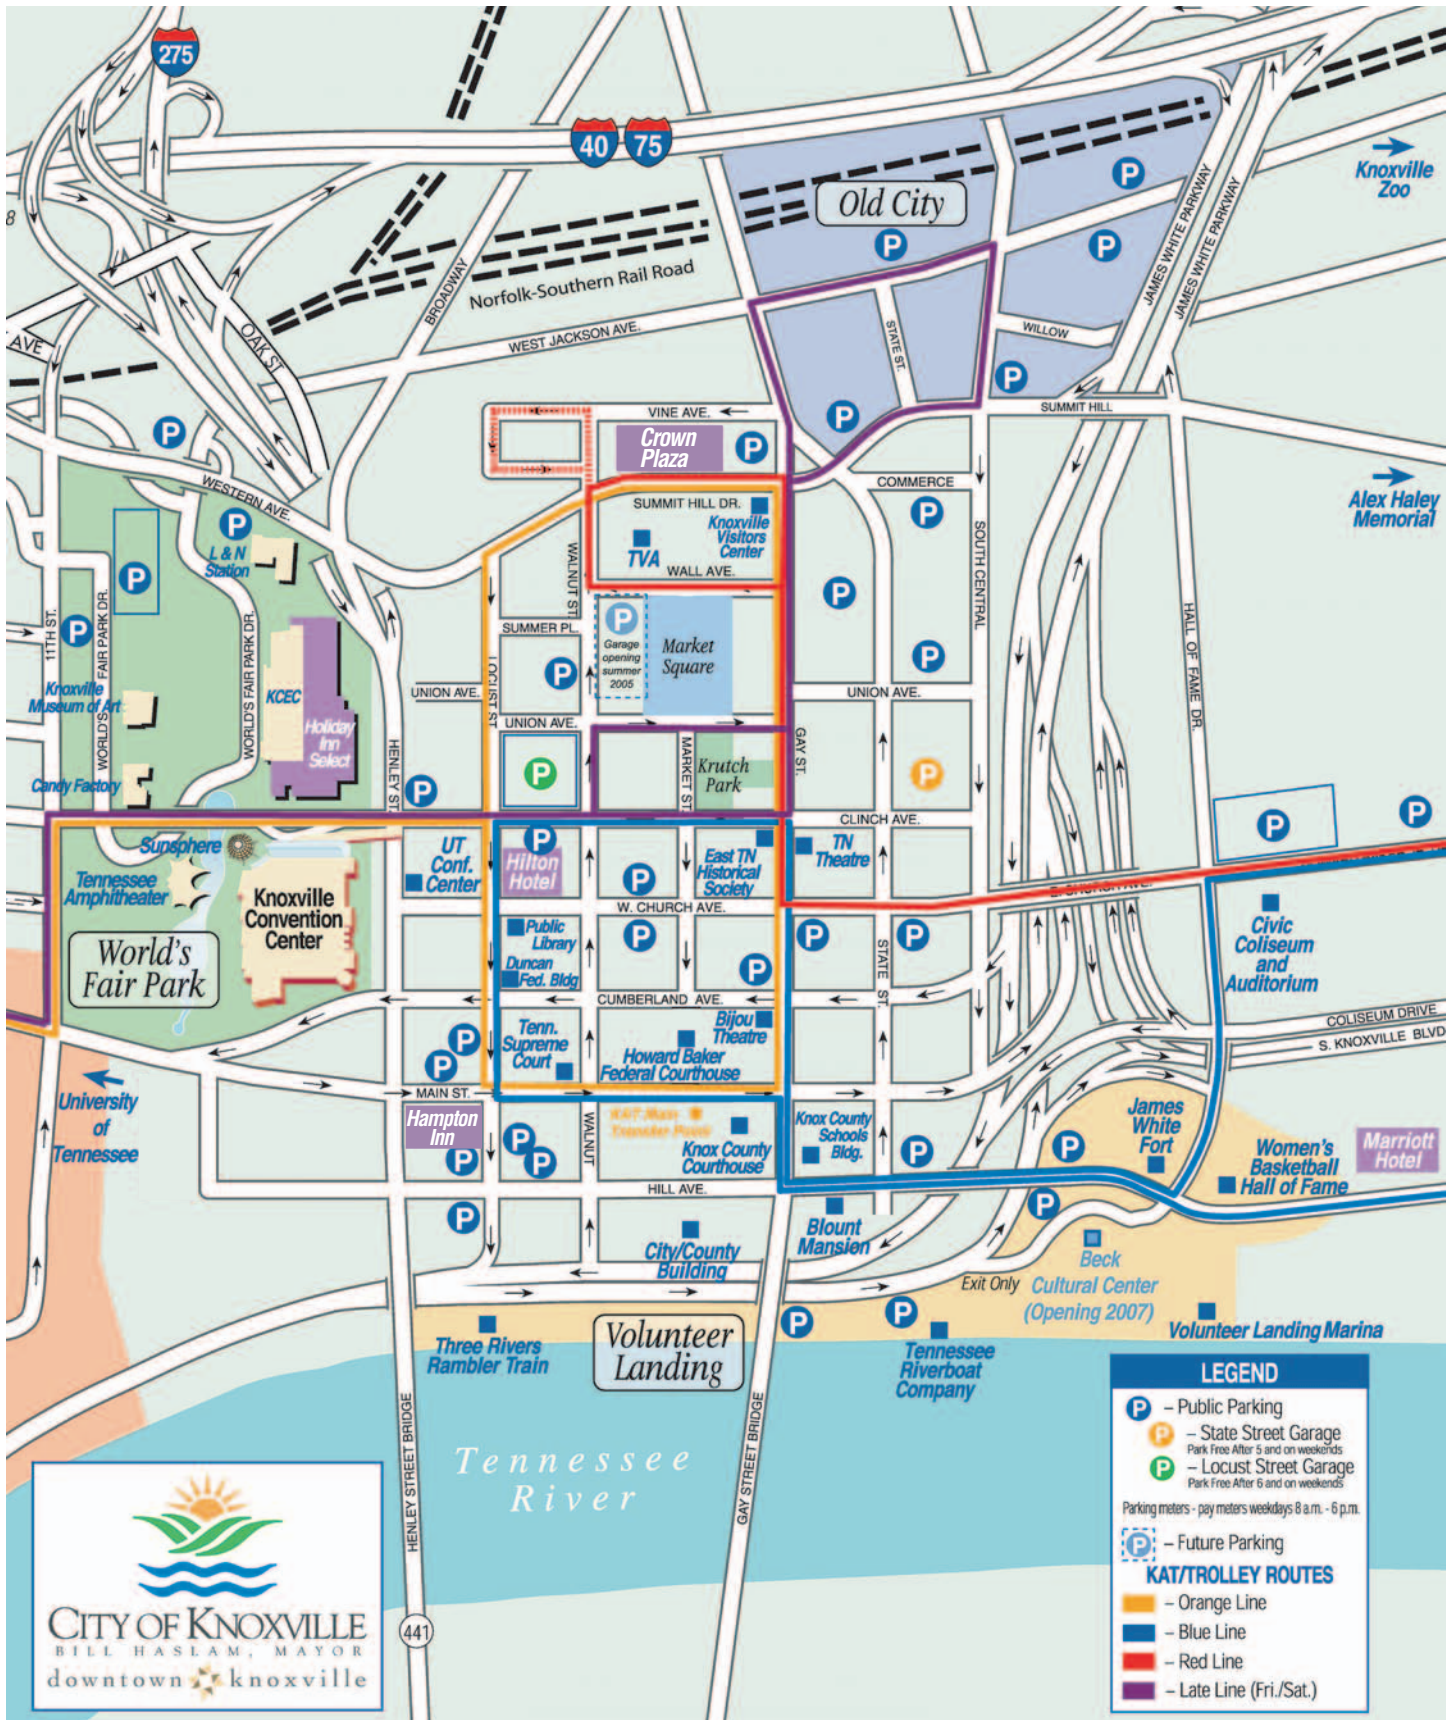 275
40
75
Old City
Knoxville
Zoo
8
BROADWAY
Norfolk-Southern Rail Road
JAMES WHITE PARKWAY
JAMES WHITE PARKWAY
WEST JACKSON AVE.
STATE ST.
WILLOW
AVE
OAK ST
VINE AVE.
SUMMIT HILL
Crown
Plaza
P
WESTERN AVE.
COMMERCE
Alex Haley
Memorial
SUMMIT HILL DR.
Knoxville
Visitors
Center
TVA
L & N
Station
WALL AVE.
WALNUT ST.
SOUTH CENTRAL
HALL OF FAME DR.
11TH ST.
WORLD'S FAIR PARK DR.
WORLD'S FAIR PARK DR.
SUMMER PL.
P
Garage
opening
summer
2005
Market
Square
LOCUST ST
UNION AVE.
UNION AVE.
UNION AVE.
Knoxville
Museum of Art
KCEC
Holiday
Inn
Select
HENLEY ST.
MARKET ST.
Krutch
Park
GAY ST.
Candy Factory
CLINCH AVE.
Sunsphere
Tennessee
Amphitheater
Knoxville
Convention
Center
UT
Conf.
Center
Hilton
Hotel
East TN
Historical
Society
TN
Theatre
E. CHURCH AVE.
W. CHURCH AVE.
World's
Fair Park
Public
Library
Duncan
Fed. Bldg
STATE ST.
Civic
Coliseum
and
Auditorium
CUMBERLAND AVE.
COLISEUM DRIVE
S. KNOXVILLE BLVD
Tenn.
Supreme
Court
Bijou
Theatre
Howard Baker
Federal Courthouse
MAIN ST.
University
of
Tennessee
Hampton
Inn
WALNUT
KAT Main
Transfer Point
Knox County
Courthouse
Knox County
Schools
Bldg.
James
White
Fort
Women's
Basketball
Hall of Fame
Marriott
Hotel
HILL AVE.
City/County
Building
Blount
Mansion
Beck
Cultural Center
(Opening 2007)
Exit Only
Three Rivers
Rambler Train
Volunteer
Landing
Tennessee
Riverboat
Company
Volunteer Landing Marina
HENLEY STREET BRIDGE
GAY STREET BRIDGE
Tennessee
River
441
LEGEND
P – Public Parking
P – State Street Garage
Park Free After 5 and on weekends
P – Locust Street Garage
Park Free After 6 and on weekends
Parking meters - pay meters weekdays 8 a.m. - 6 p.m.
P – Future Parking
KAT/TROLLEY ROUTES
– Orange Line
– Blue Line
– Red Line
– Late Line (Fri./Sat.)
CITY OF KNOXVILLE
BILL HASLAM, MAYOR
downtown knoxville